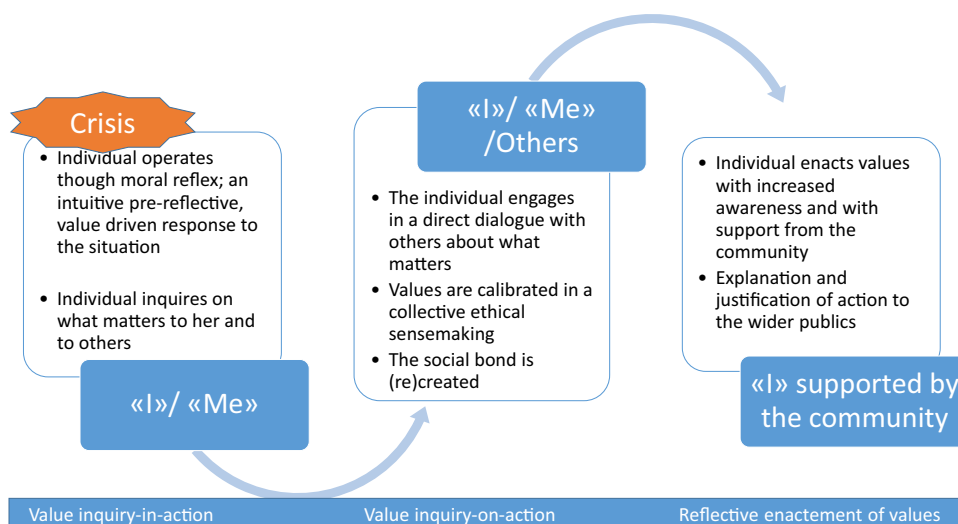 Crisis
• Individual operates
though moral reflex; an
intuitive pre-reflective,
value driven response to
the situation
• Individual inquires on
what matters to her and
to others
«I»/ «Me»
«I»/ «Me»
/Others
• The individual engages
in a direct dialogue with
others about what
matters
• Values are calibrated in a
collective ethical
sensemaking
• The social bond is
(re)created
• Individual enacts values
with increased
awareness and with
support from the
community
• Explanation and
justification of action to
the wider publics
«I» supported by
the community
Value inquiry-in-action
Value inquiry-on-action
Reflective enactement of values